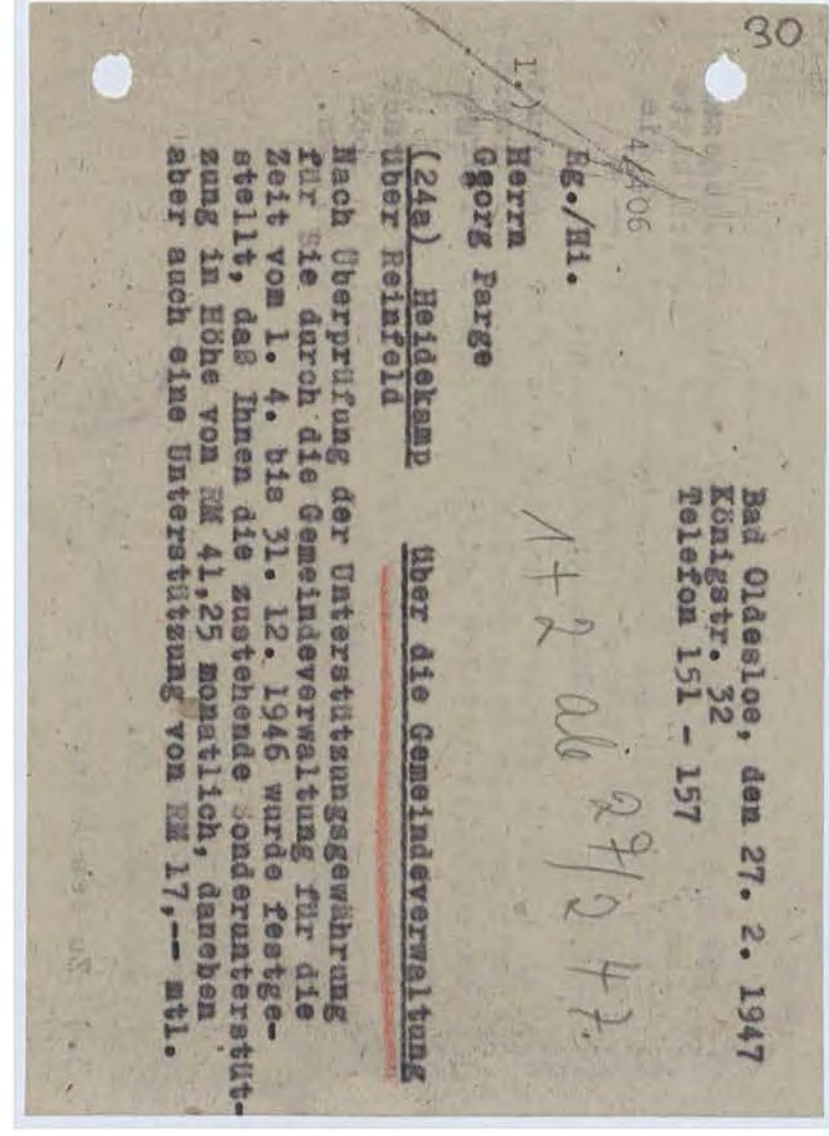 30
Bad Oldesloe, den 27. 2. 1947
Königstr. 32
Telefon 151 - 157
4/406
Hg./Hi.
1.)
Herrn
Georg Parge
1+2 ab 27/2 47.
(24a) Heidekamp über die Gemeindeverwaltung
über Reinfeld
Nach Überprüfung der Unterstützungsgewährung
für Sie durch die Gemeindeverwaltung für die
Zeit vom 1. 4. bis 31. 12. 1946 wurde festge-
stellt, daß Ihnen die zustehende Sonderunterstüt-
zung in Höhe von RM 41,25 monatlich, daneben
aber auch eine Unterstützung von RM 17,-- mtl.